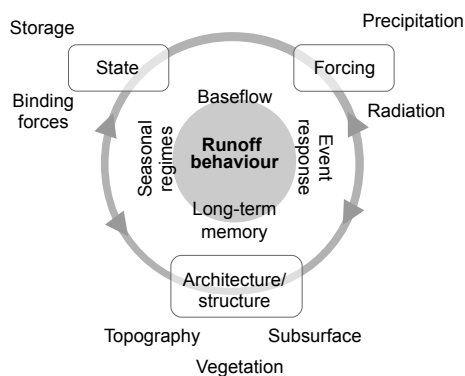 Storage
Precipitation
State
Forcing
Binding
forces
Radiation
Baseflow
Seasonal
regimes
Runoff
behaviour
Event
response
Long-term
memory
Architecture/
structure
Topography
Subsurface
Vegetation